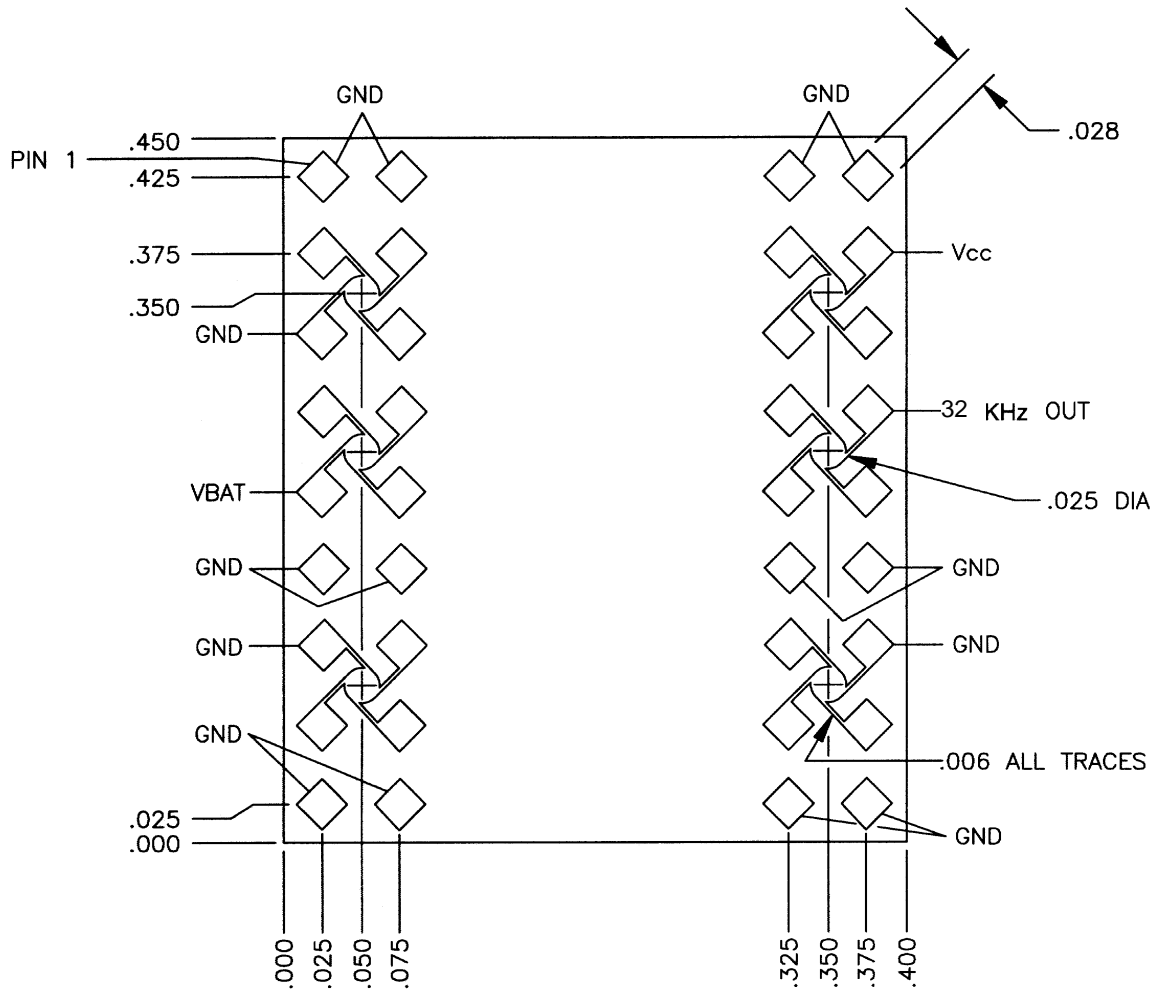 GND
GND
.028
.450
PIN 1
.425
.375
Vcc
.350
GND
32 KHz OUT
VBAT
.025 DIA
GND
GND
GND
GND
GND
.006 ALL TRACES
.025
.000
GND
.000
.025
.050
.075
.325
.350
.375
.400